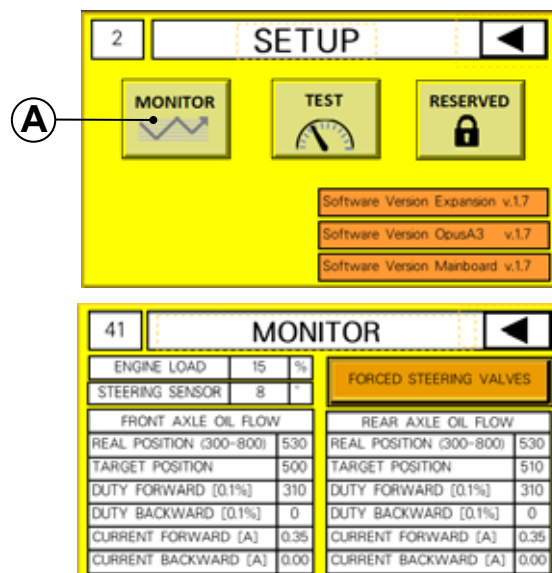 2 SETUP
A
MONITOR TEST RESERVED
Software Version Expansion v.1.7
Software Version OpusA3 v.1.7
Software Version Mainboard v.1.7
41 MONITOR
ENGINE LOAD 15 %
STEERING SENSOR 8 °
FORCED STEERING VALVES
FRONT AXLE OIL FLOW
REAL POSITION (300-800) 530
TARGET POSITION 500
DUTY FORWARD [0.1%] 310
DUTY BACKWARD [0.1%] 0
CURRENT FORWARD [A] 0.35
CURRENT BACKWARD [A] 0.00
REAR AXLE OIL FLOW
REAL POSITION (300-800) 530
TARGET POSITION 510
DUTY FORWARD [0.1%] 310
DUTY BACKWARD [0.1%] 0
CURRENT FORWARD [A] 0.35
CURRENT BACKWARD [A] 0.00